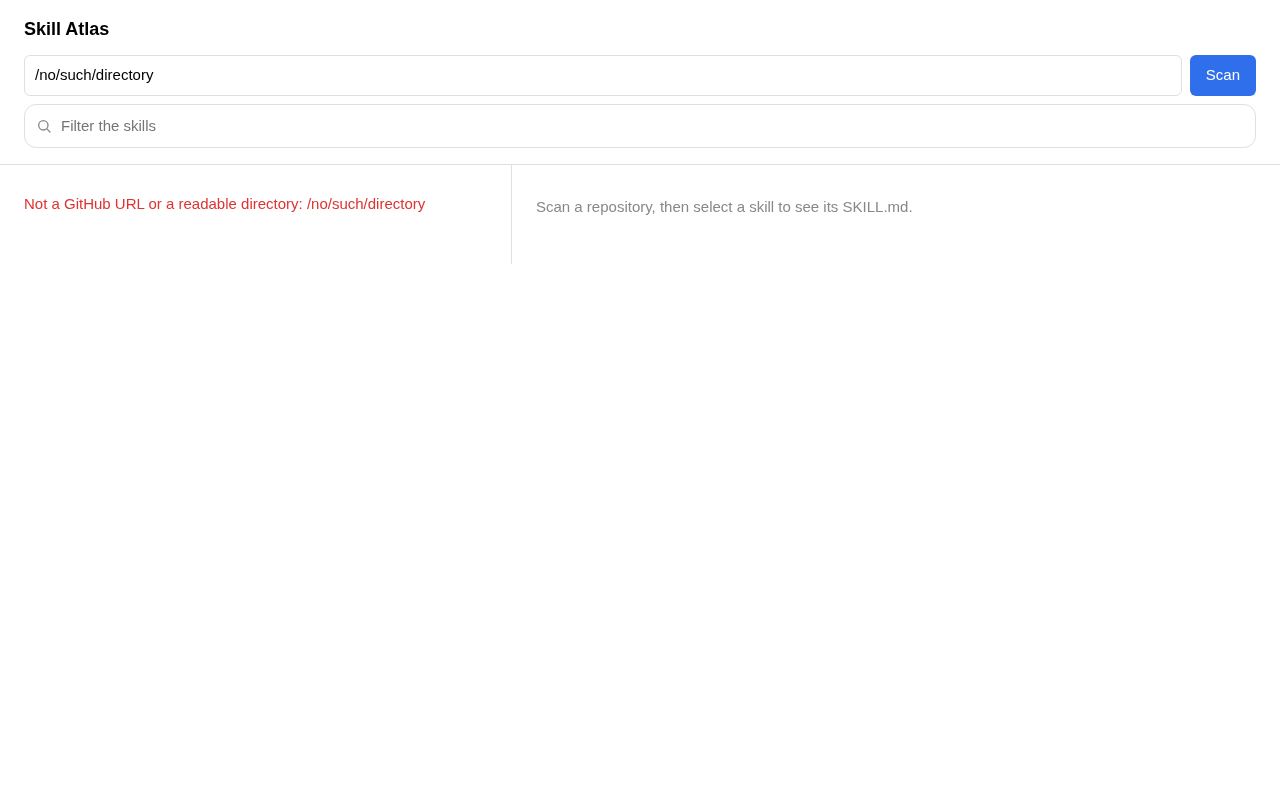 Skill Atlas
/no/such/directory
Scan
Filter the skills
Not a GitHub URL or a readable directory: /no/such/directory
Scan a repository, then select a skill to see its SKILL.md.